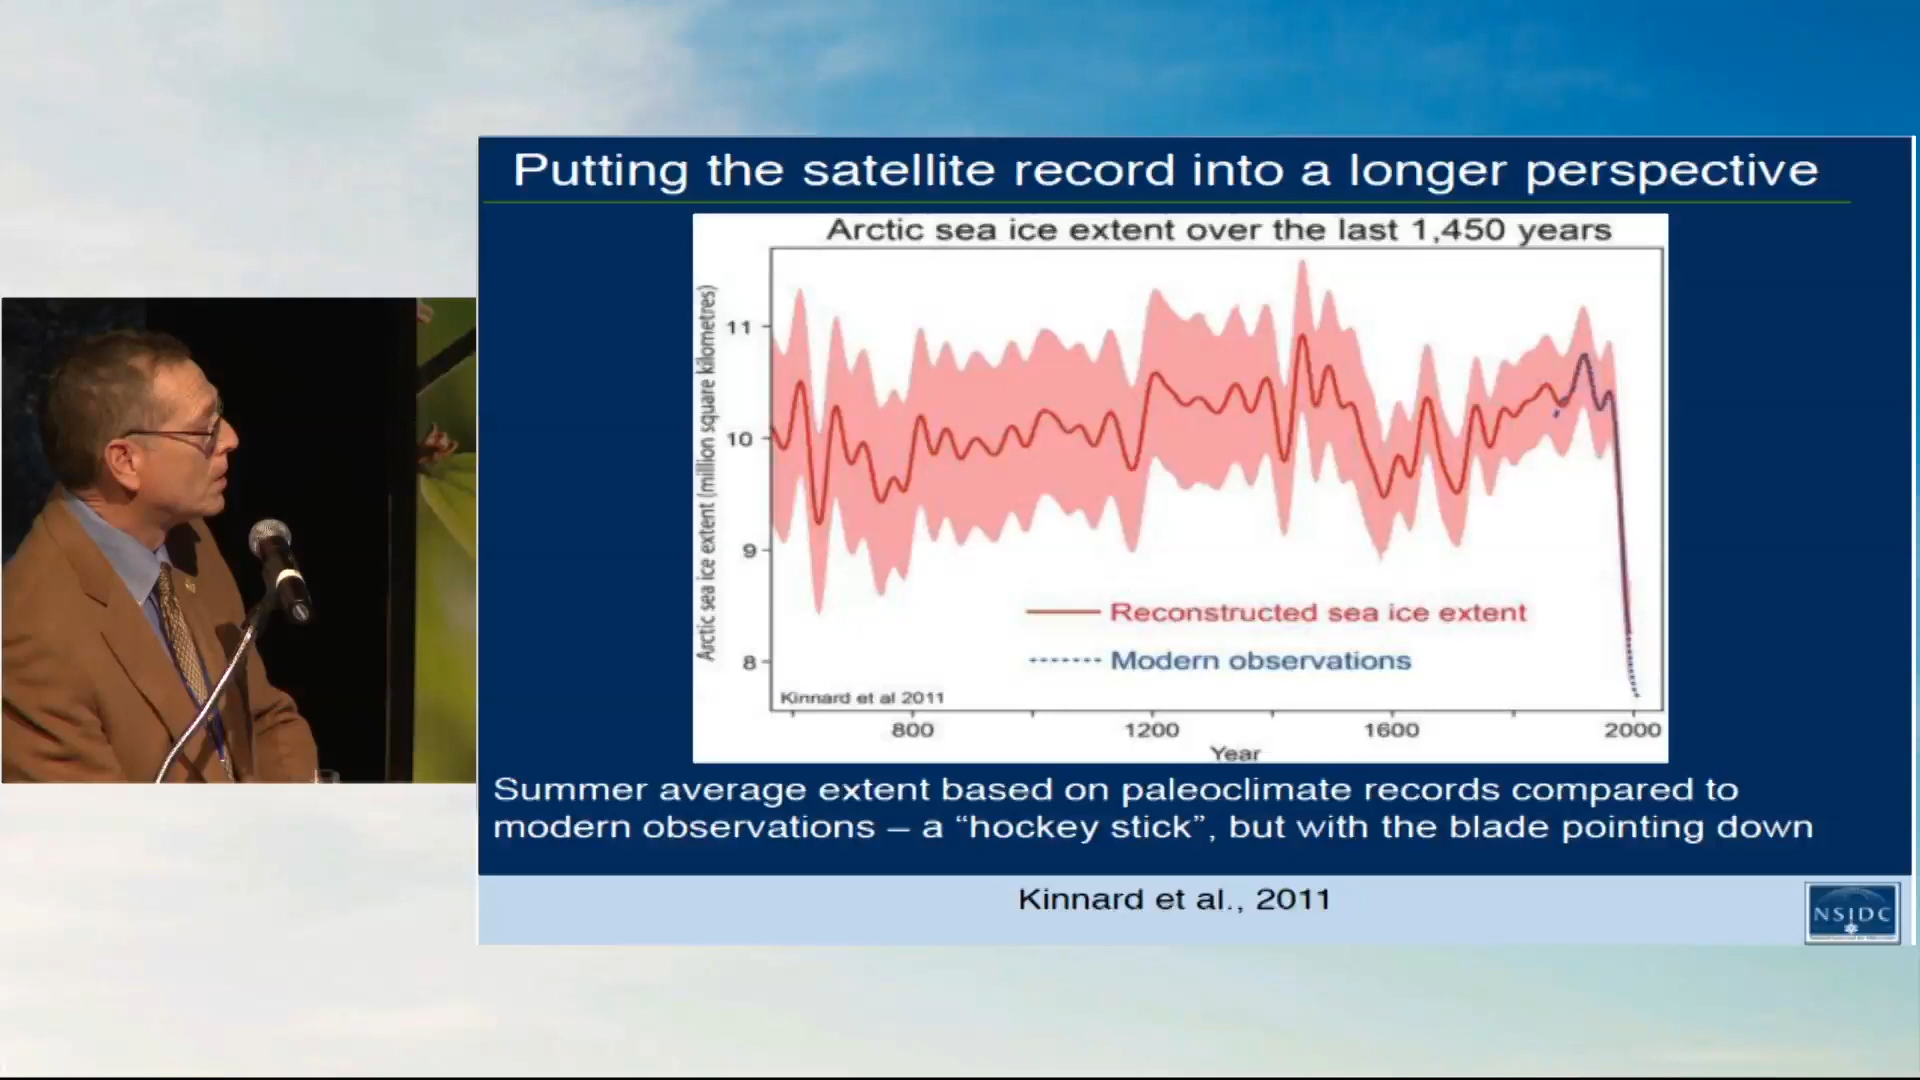 Putting the satellite record into a longer perspective
Arctic sea ice extent over the last 1,450 years
Arctic sea ice extent (million square kilometres)
11
10
9
8
Reconstructed sea ice extent
Modern observations
Kinnard et al 2011
800
1200
1600
2000
Year
Summer average extent based on paleoclimate records compared to
modern observations – a “hockey stick”, but with the blade pointing down
Kinnard et al., 2011
NSIDC